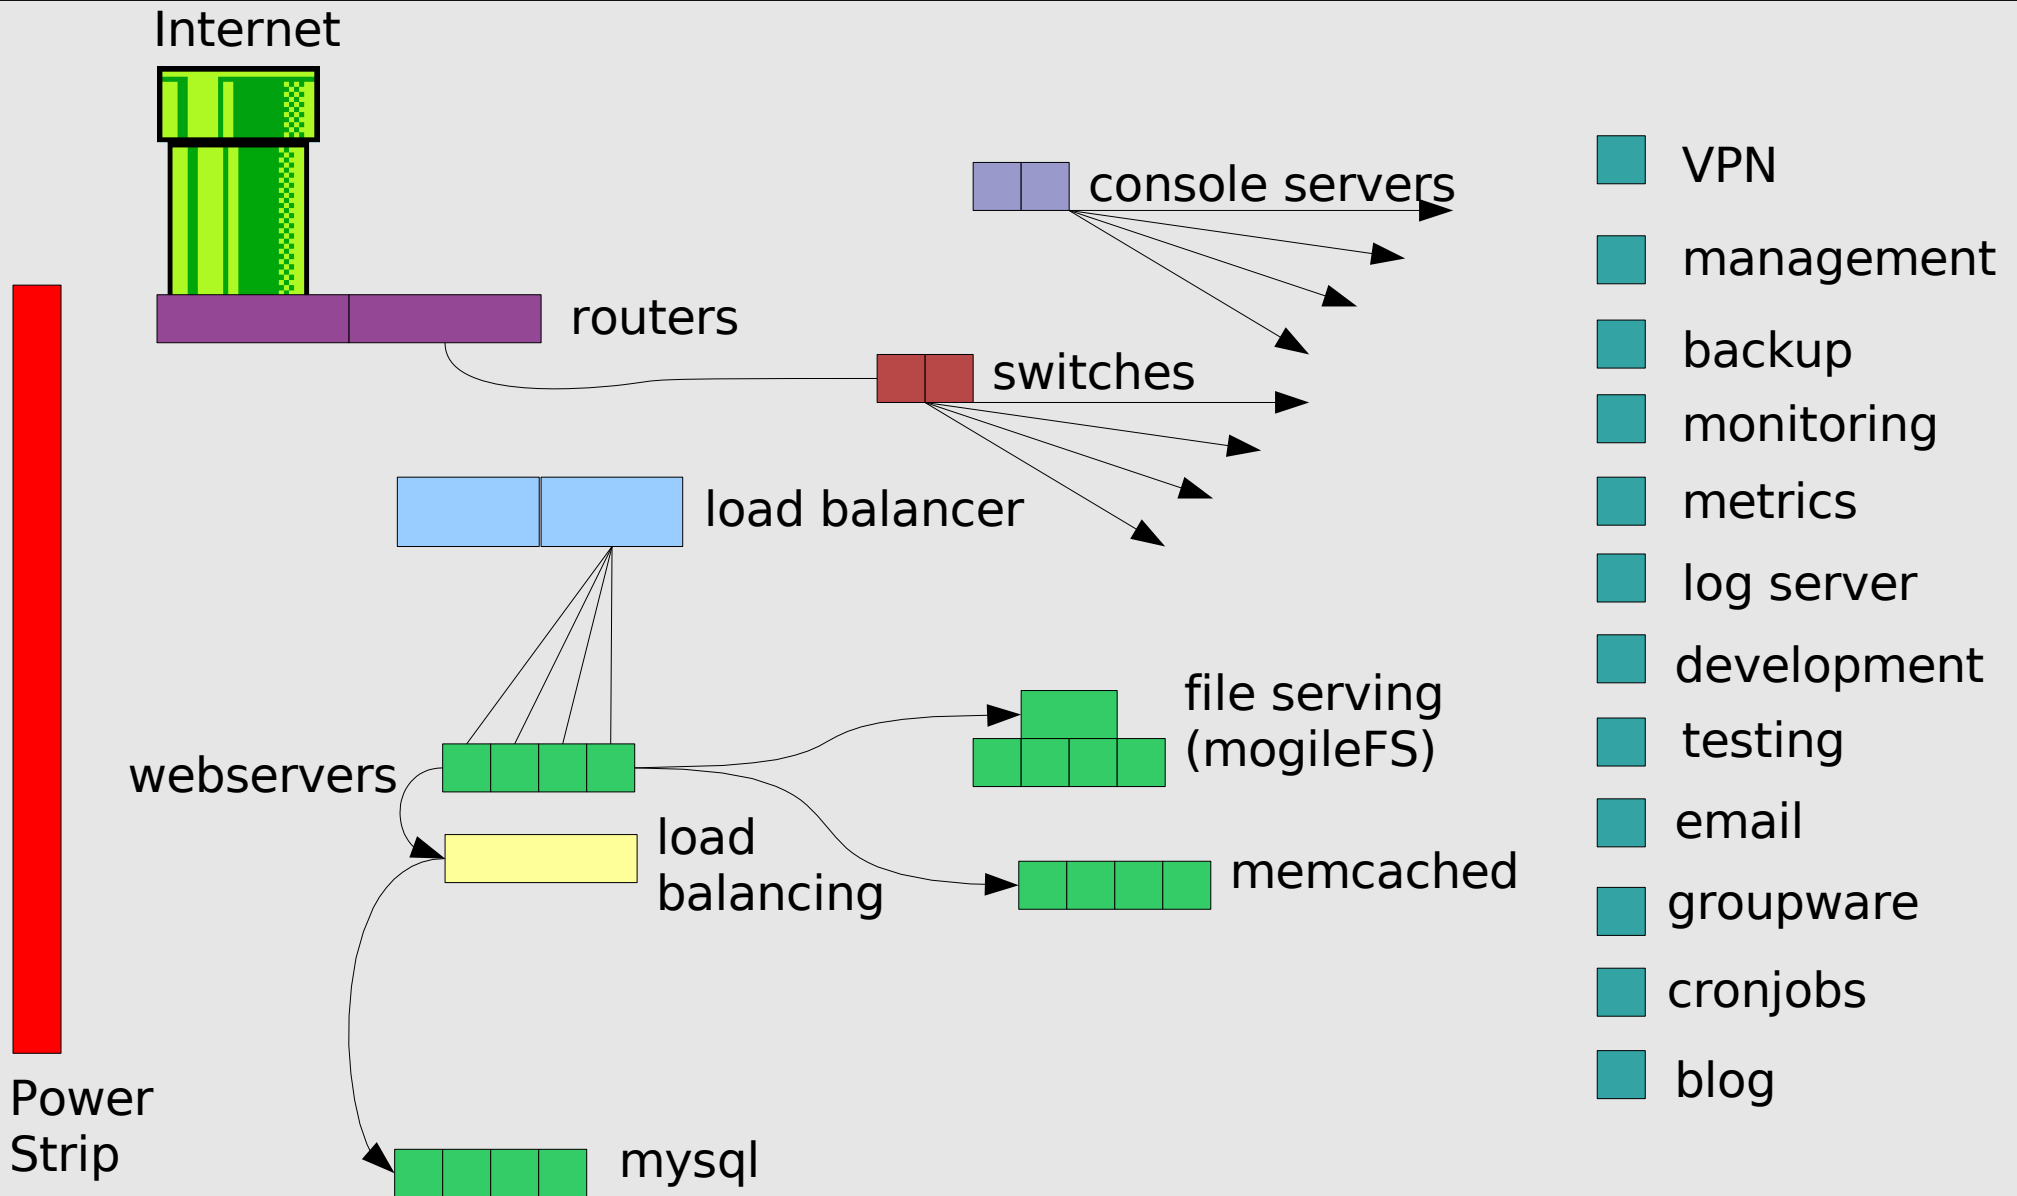 Internet
console servers
routers
switches
load balancer
webservers
load
balancing
file serving
(mogileFS)
memcached
Power
Strip
mysql
VPN
management
backup
monitoring
metrics
log server
development
testing
email
groupware
cronjobs
blog